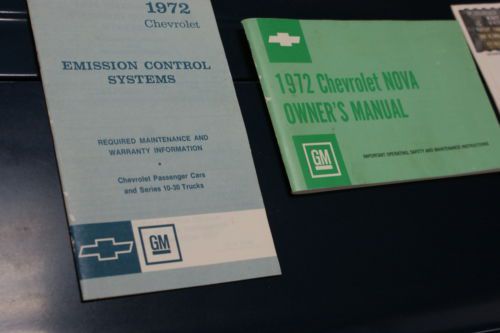 1972
Chevrolet
EMISSION CONTROL
SYSTEMS
REQUIRED MAINTENANCE AND
WARRANTY INFORMATION
•
Chevrolet Passenger Cars
and Series 10-30 Trucks
GM
1972 Chevrolet NOVA
OWNER'S MANUAL
GM
IMPORTANT OPERATING, SAFETY AND MAINTENANCE INSTRUCTIONS